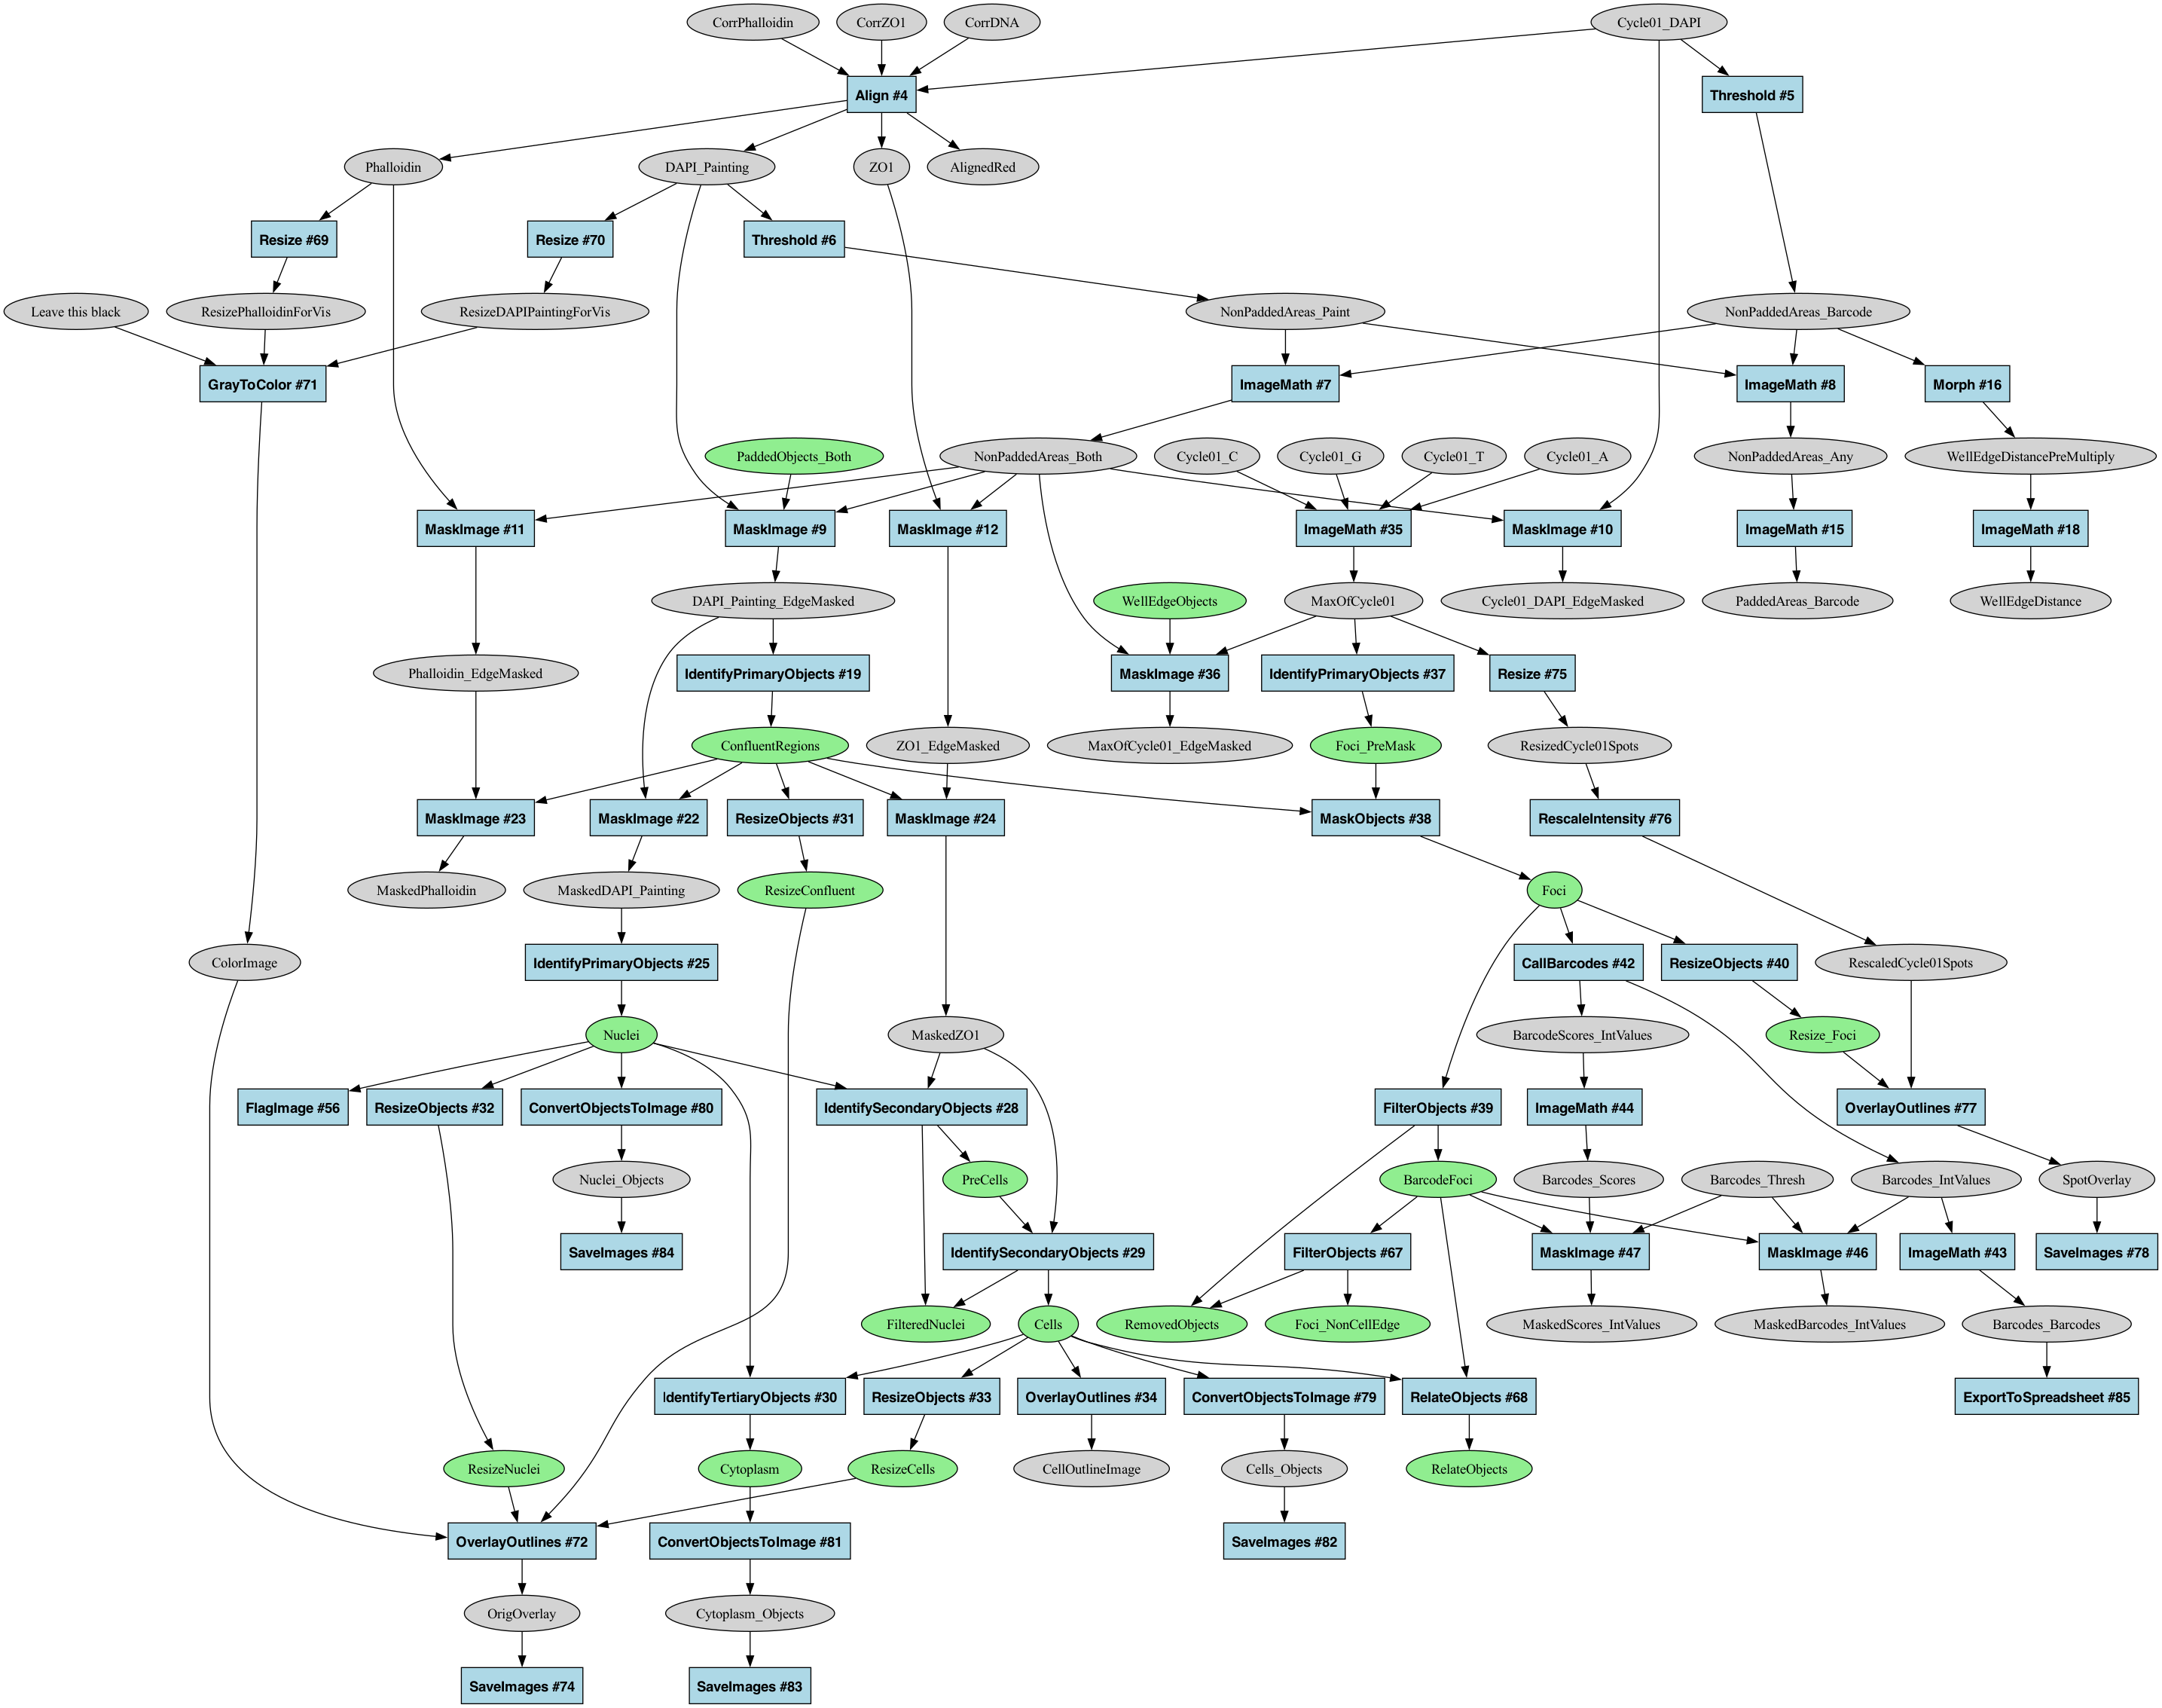 CorrPhalloidin
CorrZO1
CorrDNA
Cycle01_DAPI
Align #4
Threshold #5
Phalloidin
DAPI_Painting
ZO1
AlignedRed
Resize #69
Resize #70
Threshold #6
Leave this black
ResizePhalloidinForVis
ResizeDAPIPaintingForVis
NonPaddedAreas_Paint
NonPaddedAreas_Barcode
GrayToColor #71
ImageMath #7
ImageMath #8
Morph #16
PaddedObjects_Both
NonPaddedAreas_Both
Cycle01_C
Cycle01_G
Cycle01_T
Cycle01_A
NonPaddedAreas_Any
WellEdgeDistancePreMultiply
MaskImage #11
MaskImage #9
MaskImage #12
ImageMath #35
MaskImage #10
ImageMath #15
ImageMath #18
DAPI_Painting_EdgeMasked
WellEdgeObjects
MaxOfCycle01
Cycle01_DAPI_EdgeMasked
PaddedAreas_Barcode
WellEdgeDistance
Phalloidin_EdgeMasked
IdentifyPrimaryObjects #19
MaskImage #36
IdentifyPrimaryObjects #37
Resize #75
ConfluentRegions
ZO1_EdgeMasked
MaxOfCycle01_EdgeMasked
Foci_PreMask
ResizedCycle01Spots
MaskImage #23
MaskImage #22
ResizeObjects #31
MaskImage #24
MaskObjects #38
RescaleIntensity #76
MaskedPhalloidin
MaskedDAPI_Painting
ResizeConfluent
Foci
ColorImage
IdentifyPrimaryObjects #25
CallBarcodes #42
ResizeObjects #40
RescaledCycle01Spots
Nuclei
MaskedZO1
BarcodeScores_IntValues
Resize_Foci
FlagImage #56
ResizeObjects #32
ConvertObjectsToImage #80
IdentifySecondaryObjects #28
FilterObjects #39
ImageMath #44
OverlayOutlines #77
Nuclei_Objects
PreCells
BarcodeFoci
Barcodes_Scores
Barcodes_Thresh
Barcodes_IntValues
SpotOverlay
SaveImages #84
IdentifySecondaryObjects #29
FilterObjects #67
MaskImage #47
MaskImage #46
ImageMath #43
SaveImages #78
FilteredNuclei
Cells
RemovedObjects
Foci_NonCellEdge
MaskedScores_IntValues
MaskedBarcodes_IntValues
Barcodes_Barcodes
IdentifyTertiaryObjects #30
ResizeObjects #33
OverlayOutlines #34
ConvertObjectsToImage #79
RelateObjects #68
ExportToSpreadsheet #85
ResizeNuclei
Cytoplasm
ResizeCells
CellOutlineImage
Cells_Objects
RelateObjects
OverlayOutlines #72
ConvertObjectsToImage #81
SaveImages #82
OrigOverlay
Cytoplasm_Objects
SaveImages #74
SaveImages #83